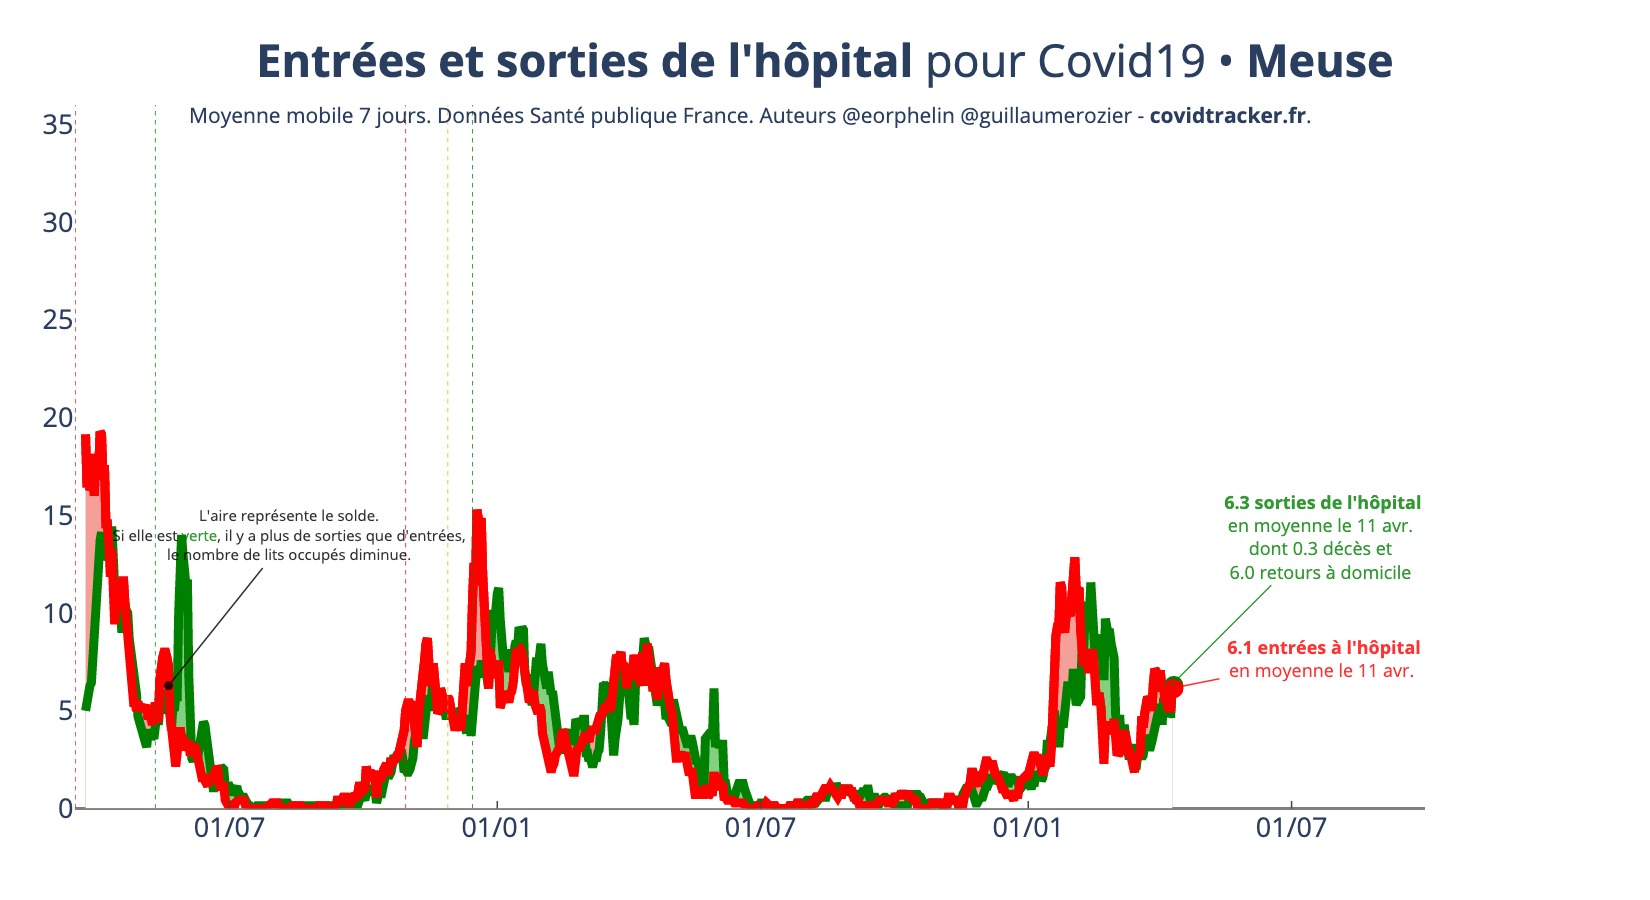 Entrées et sorties de l'hôpital pour Covid19 • Meuse
Moyenne mobile 7 jours. Données Santé publique France. Auteurs @eorphelin @guillaumerozier - covidtracker.fr.
35
30
25
20
15
10
5
0
L'aire représente le solde.
Si elle est verte, il y a plus de sorties que d'entrées,
le nombre de lits occupés diminue.
6.3 sorties de l'hôpital
en moyenne le 11 avr.
dont 0.3 décès et
6.0 retours à domicile
6.1 entrées à l'hôpital
en moyenne le 11 avr.
01/07
01/01
01/07
01/01
01/07